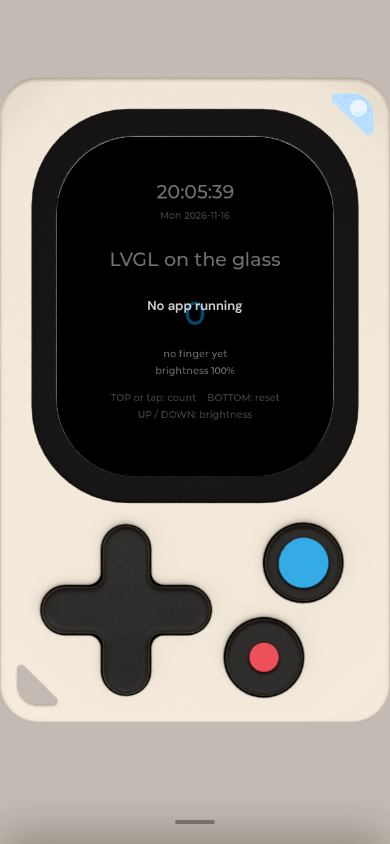 20:05:39
Mon 2026-11-16
LVGL on the glass
No app running
0
no finger yet
brightness 100%
TOP or tap: count BOTTOM: reset
UP / DOWN: brightness